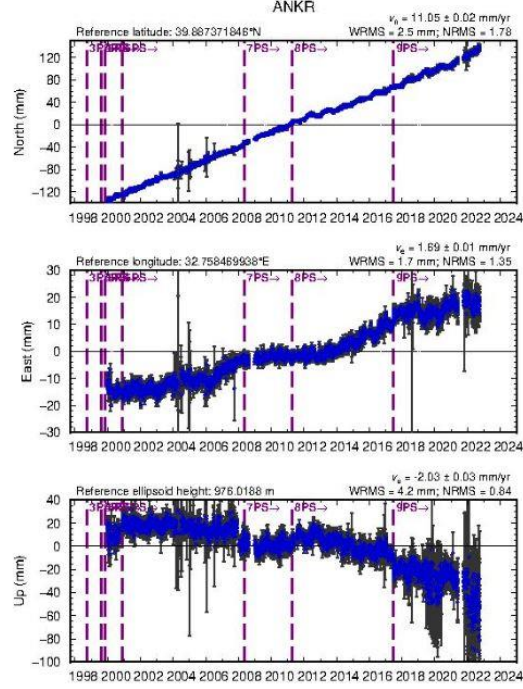 ANKR
vn = 11.05 ± 0.02 mm/yr
Reference latitude: 39.887371846°N WRMS = 2.5 mm; NRMS = 1.78
7PS→ 8PS→ 9PS→
North (mm)
120
80
40
0
−40
−80
−120
1998 2000 2002 2004 2006 2008 2010 2012 2014 2016 2018 2020 2022 2024
ve = 1.69 ± 0.01 mm/yr
Reference longitude: 32.758469938°E WRMS = 1.7 mm; NRMS = 1.35
7PS→ 8PS→ 9PS→
East (mm)
30
20
10
0
−10
−20
−30
1998 2000 2002 2004 2006 2008 2010 2012 2014 2016 2018 2020 2022 2024
= -2.03 ± 0.03 mm/yr
Reference ellipsoid height: 976.0188 m WRMS = 4.2 mm; NRMS = 0.84
7PS→ 8PS→ 9PS→
Up (mm)
40
20
0
−20
−40
−60
−80
−100
1998 2000 2002 2004 2006 2008 2010 2012 2014 2016 2018 2020 2022 2024